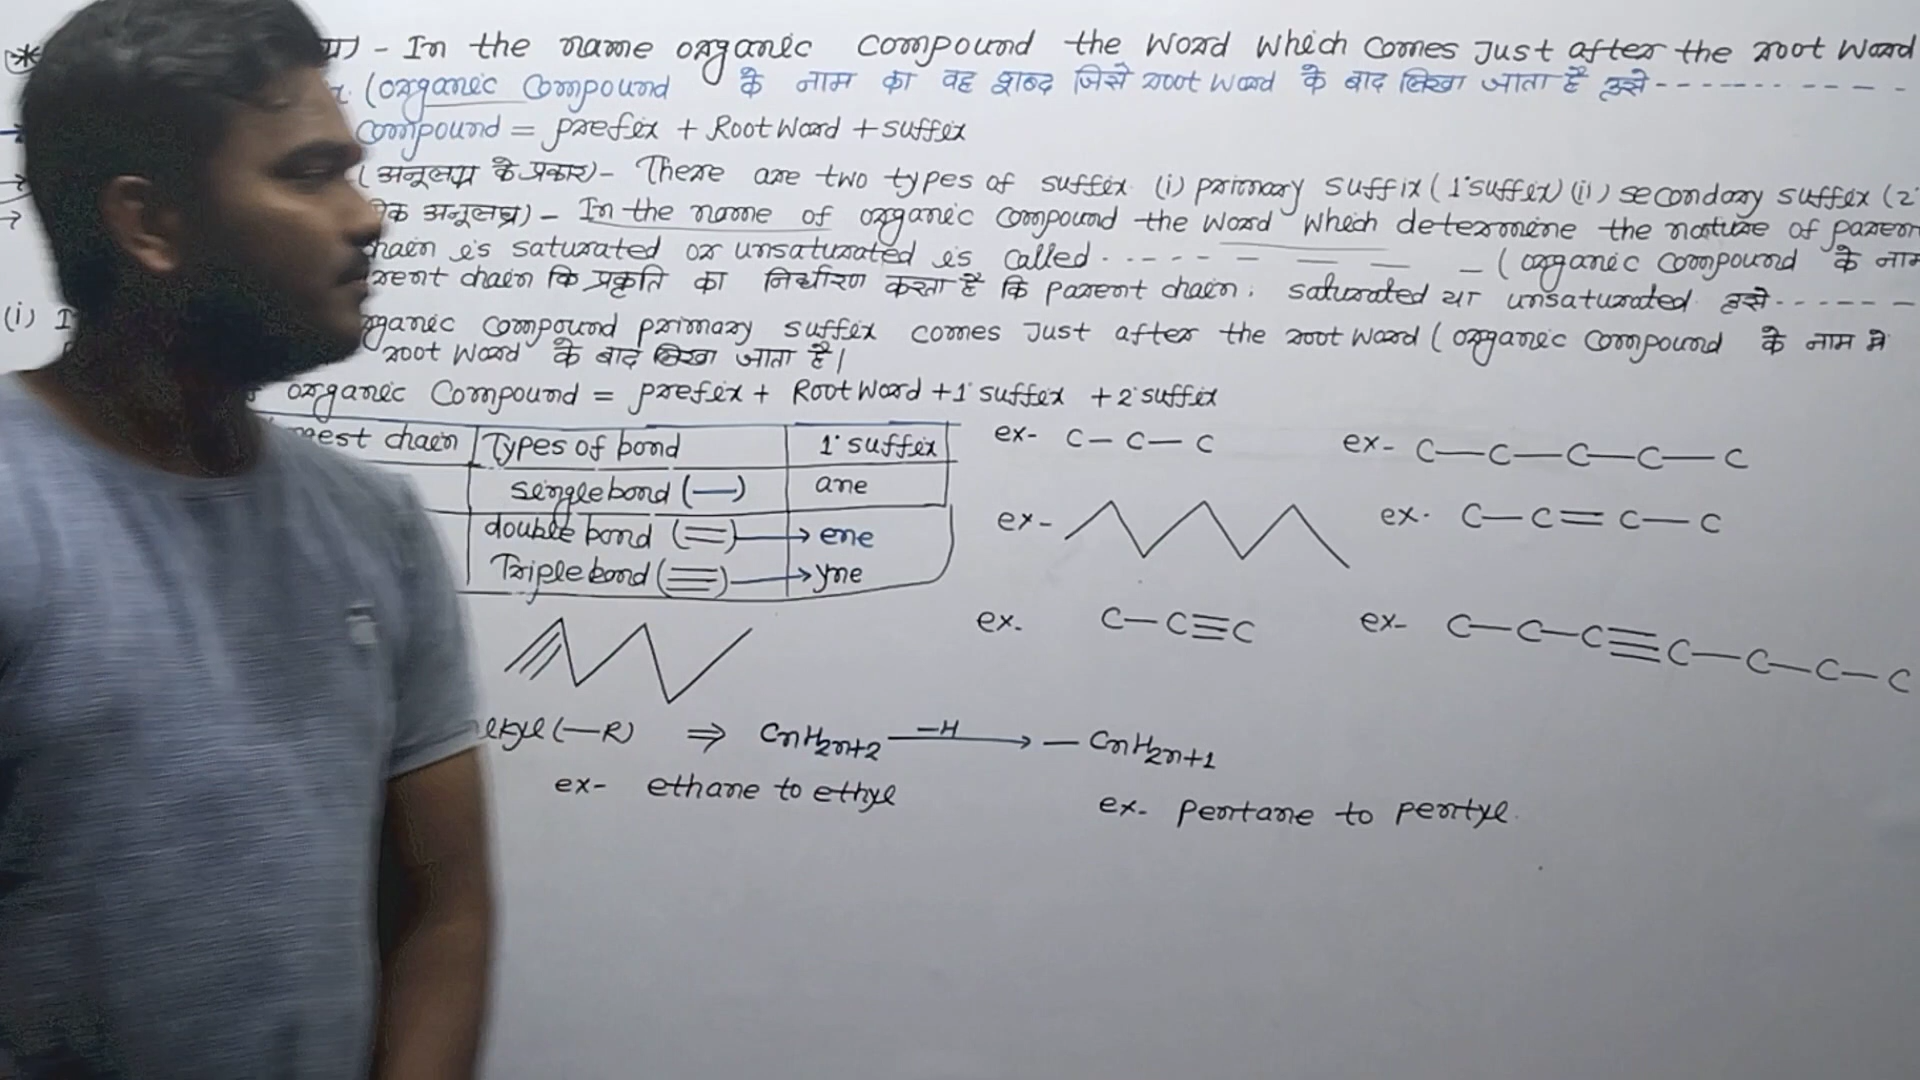 - In the name organic compound the word which comes Just after the root word
(organic compound के नाम का वह शब्द जिसे root word के बाद लिखा जाता है उसे ----------
compound = prefix + Root word + suffix
(अनूलग्न के प्रकार)- There are two types of suffix (i) primary suffix (1° suffix) (ii) secondary suffix (2°
अनूलग्न) - In the name of organic compound the word which determine the nature of paren
is saturated or unsaturated is called ---- - - - - - (organic compound के नाम
chain कि प्रकृति का निर्धारण करता है कि parent chain: saturated या unsaturated उसे ------
(i) I
organic compound primary suffix comes Just after the root word (organic compound के नाम मे
root word के बाद लिखा जाता है।
organic Compound = prefix + Root word + 1° suffix + 2° suffix
chain | Types of bond | 1° suffix
single bond (—) | ane
double bond (=) → ene
Triple bond (≡) → yne
ex- C—C—C
ex- C—C—C—C—C
ex-
ex. C—C=C—C
ex. C—C≡C
ex- C—C—C≡C—C—C—C
(—R) ⇒ CnH2n+2 —H→ —CnH2n+1
ex- ethane to ethyl
ex. pentane to pentyl.